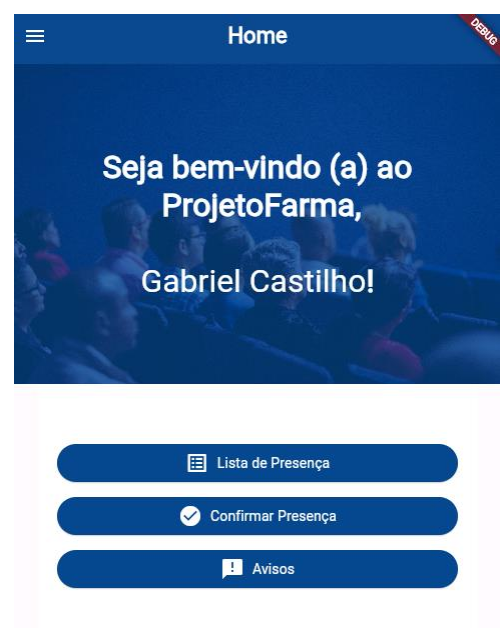 Home
DEBUG
Seja bem-vindo (a) ao
ProjetoFarma,
Gabriel Castilho!
Lista de Presença
Confirmar Presença
Avisos